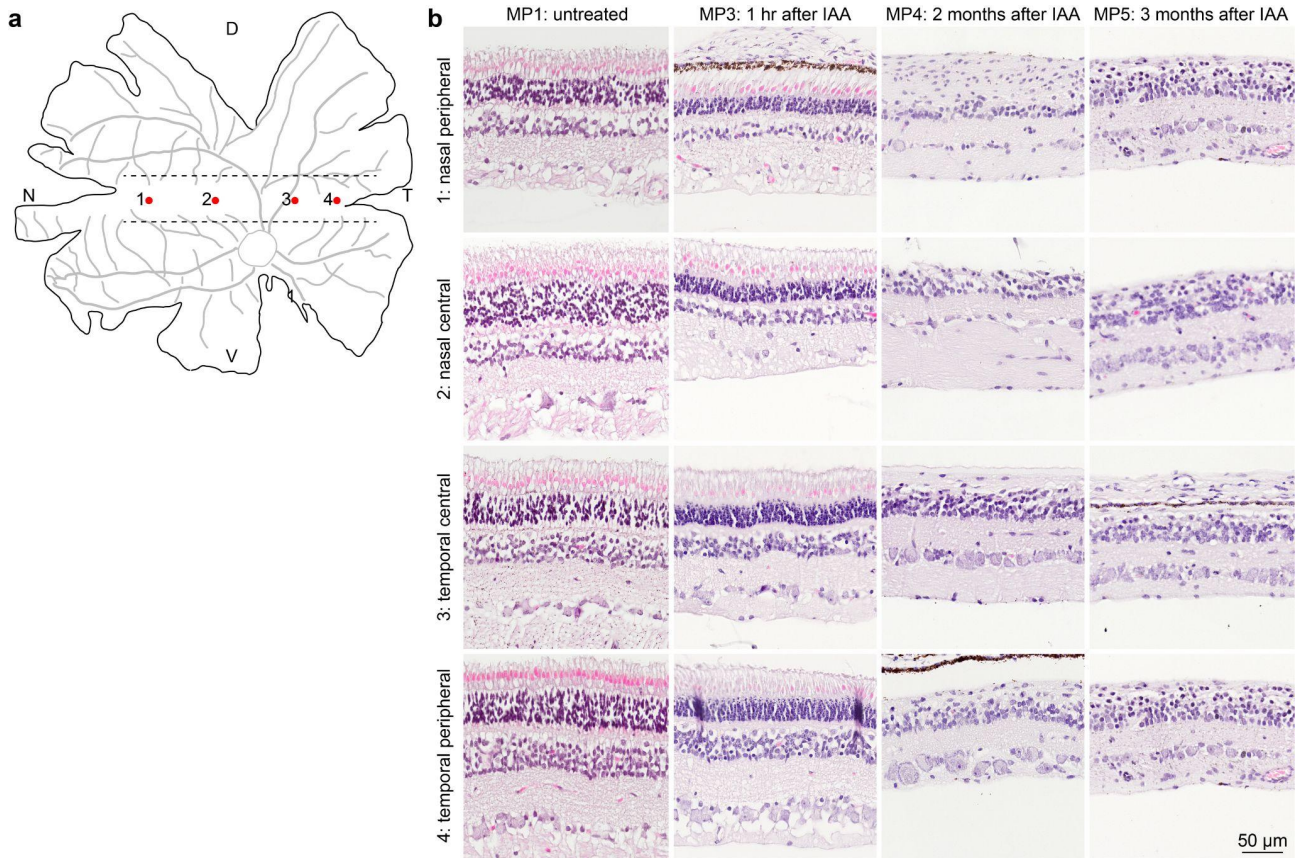 a
D
N
1
2
3
4
T
V
b
MP1: untreated
MP3: 1 hr after IAA
MP4: 2 months after IAA
MP5: 3 months after IAA
1: nasal peripheral
2: nasal central
3: temporal central
4: temporal peripheral
50 µm